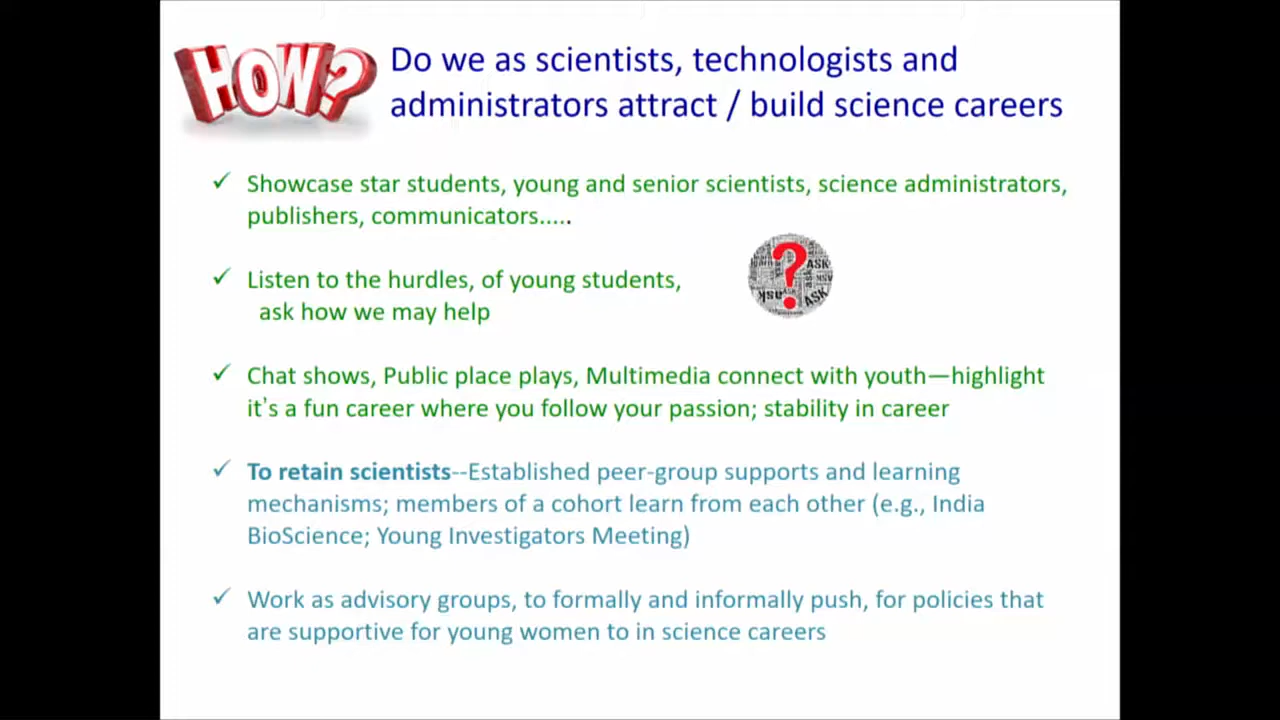 HOW?
Do we as scientists, technologists and
administrators attract / build science careers
✓ Showcase star students, young and senior scientists, science administrators,
publishers, communicators.....
✓ Listen to the hurdles, of young students,
ask how we may help
?
ASK
ASK
✓ Chat shows, Public place plays, Multimedia connect with youth—highlight
it's a fun career where you follow your passion; stability in career
✓ To retain scientists--Established peer-group supports and learning
mechanisms; members of a cohort learn from each other (e.g., India
BioScience; Young Investigators Meeting)
✓ Work as advisory groups, to formally and informally push, for policies that
are supportive for young women to in science careers